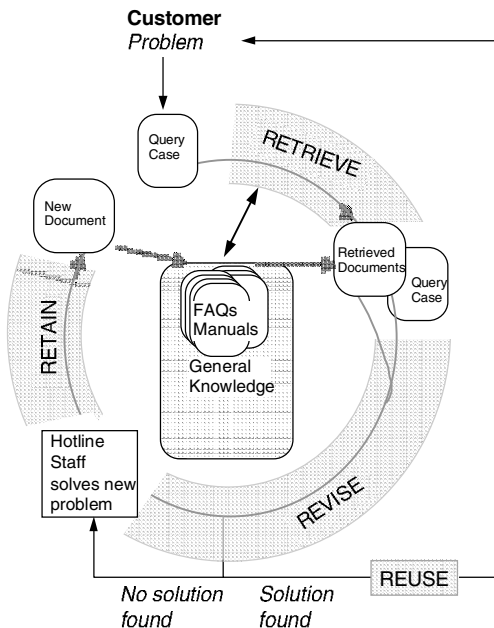 Customer
Problem
Query
Case
RETRIEVE
New
Document
Retrieved
Documents
Query
Case
FAQs
Manuals
General
Knowledge
RETAIN
Hotline
Staff
solves new
problem
REVISE
REUSE
No solution
found
Solution
found